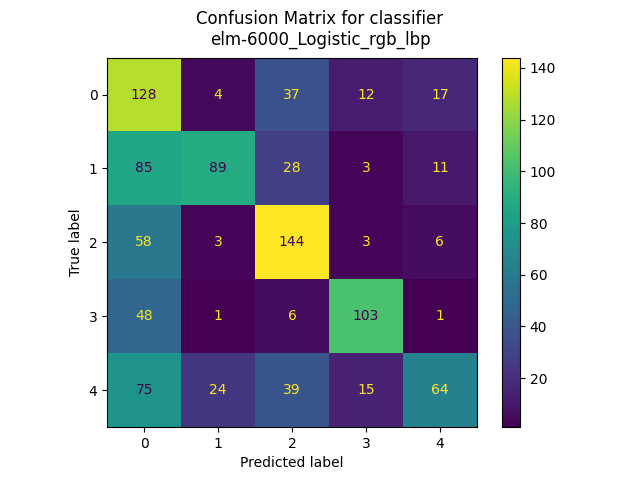 Confusion Matrix for classifier
elm-6000_Logistic_rgb_lbp
140
0 128 4 37 12 17
120
1 85 89 28 3 11
100
True label
2 58 3 144 3 6
80
60
3 48 1 6 103 1
40
4 75 24 39 15 64
20
0 1 2 3 4
Predicted label